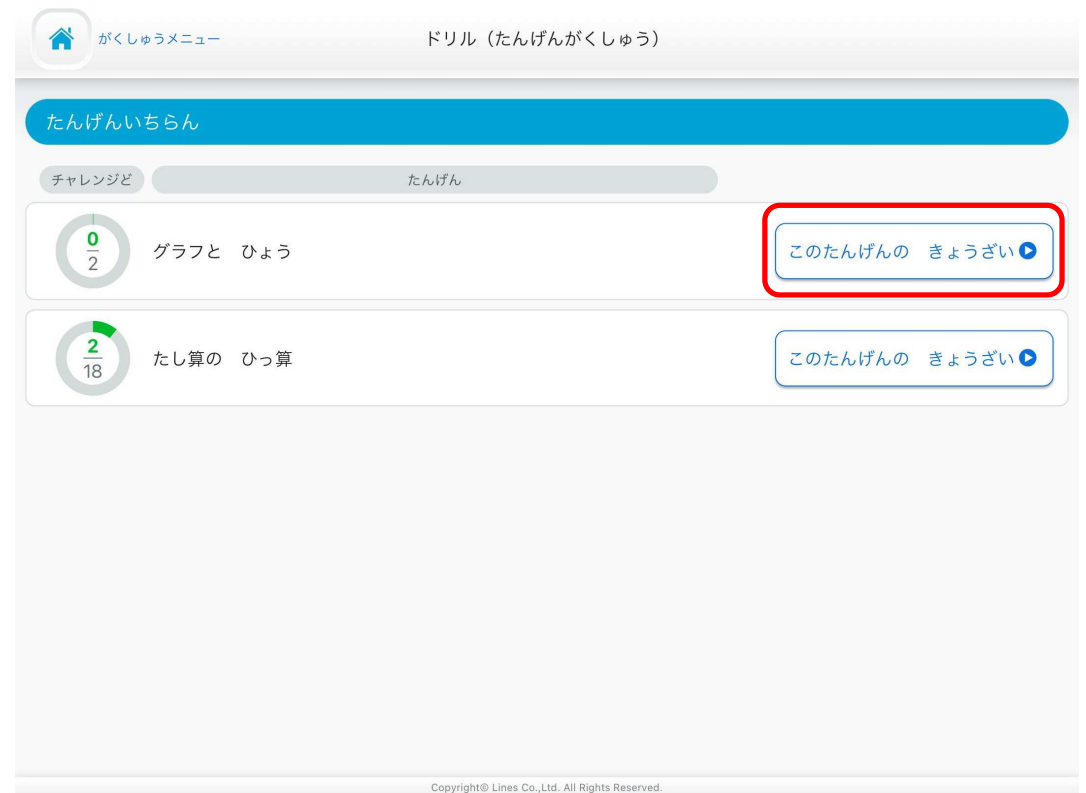 がくしゅうメニュー
ドリル（たんげんがくしゅう）
たんげんいちらん
チャレンジど
たんげん
0
2
グラフと　ひょう
このたんげんの　きょうざい
2
18
たし算の　ひっ算
このたんげんの　きょうざい
Copyright© Lines Co.,Ltd. All Rights Reserved.